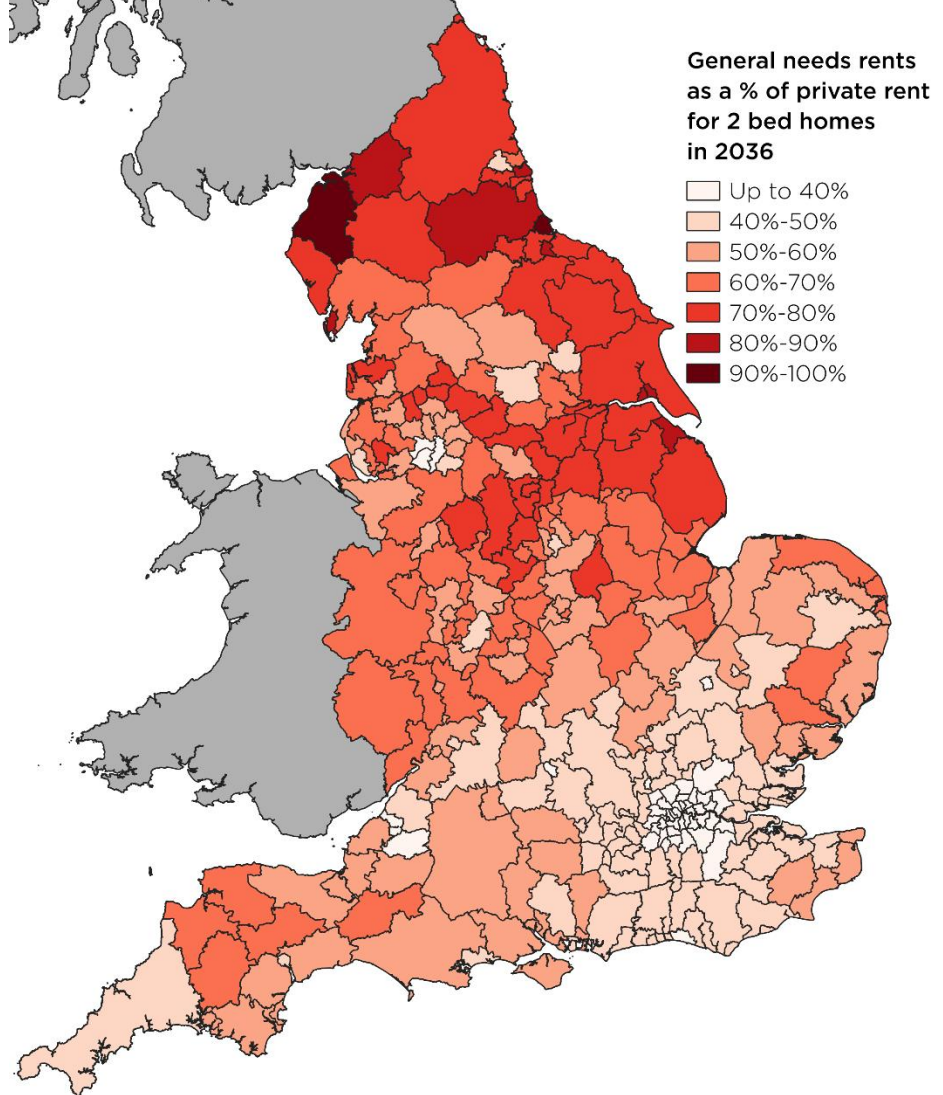 General needs rents
as a % of private rent
for 2 bed homes
in 2036
Up to 40%
40%-50%
50%-60%
60%-70%
70%-80%
80%-90%
90%-100%